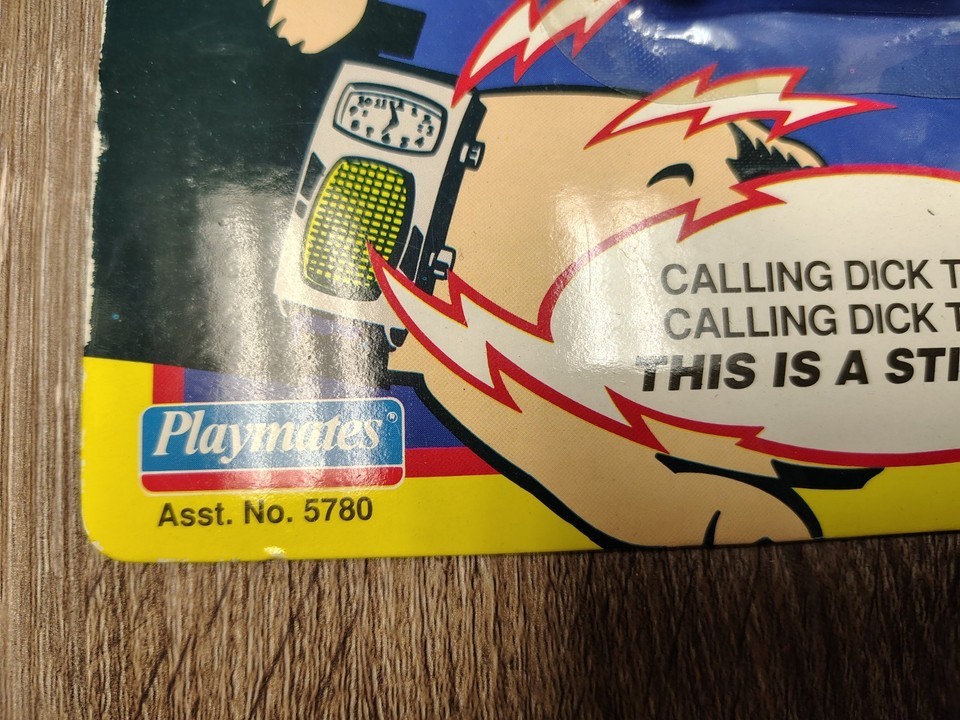 CALLING DICK T
CALLING DICK T
THIS IS A STI
Playmates®
Asst. No. 5780